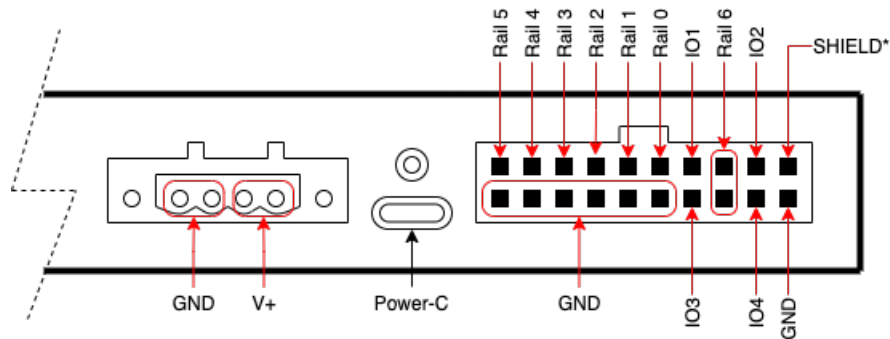 Rail 5
Rail 4
Rail 3
Rail 2
Rail 1
Rail 0
IO1
Rail 6
IO2
SHIELD*
GND
V+
Power-C
GND
IO3
IO4
GND